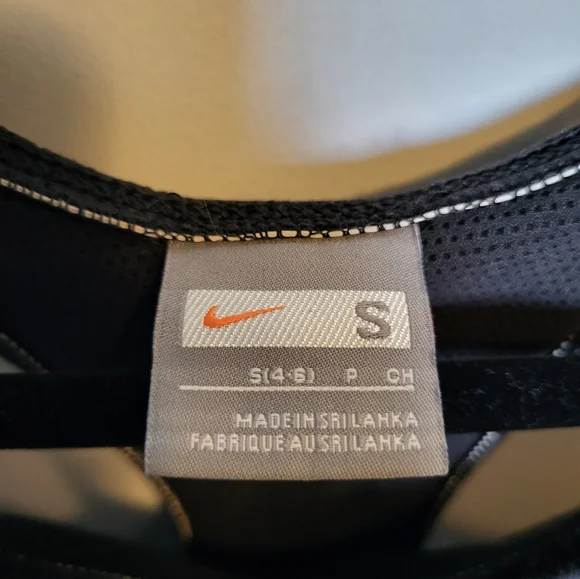 S
S(4-6) P CH
MADE IN SRI LANKA
FABRIQUE AU SRI LANKA